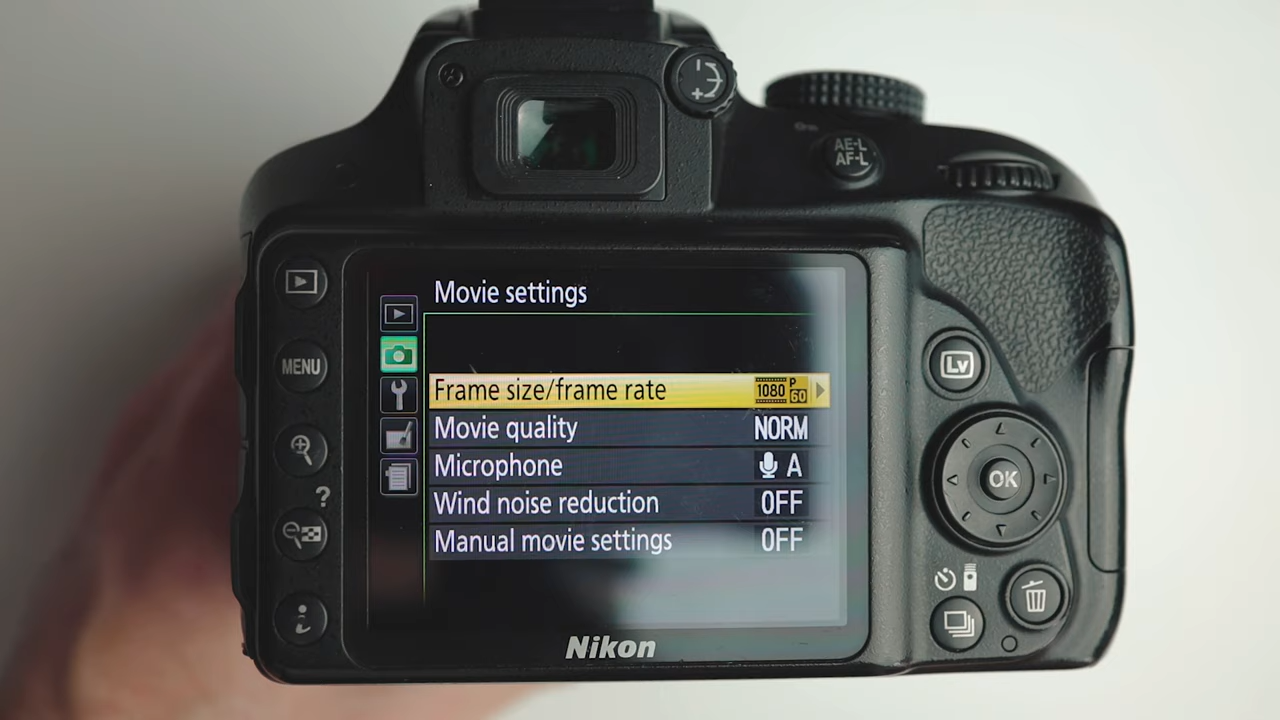 AE-L
AF-L
Movie settings
Frame size/frame rate 1080 P 60
MENU
Movie quality NORM
Microphone A
Wind noise reduction OFF
Manual movie settings OFF
Lv
OK
?
i
Nikon